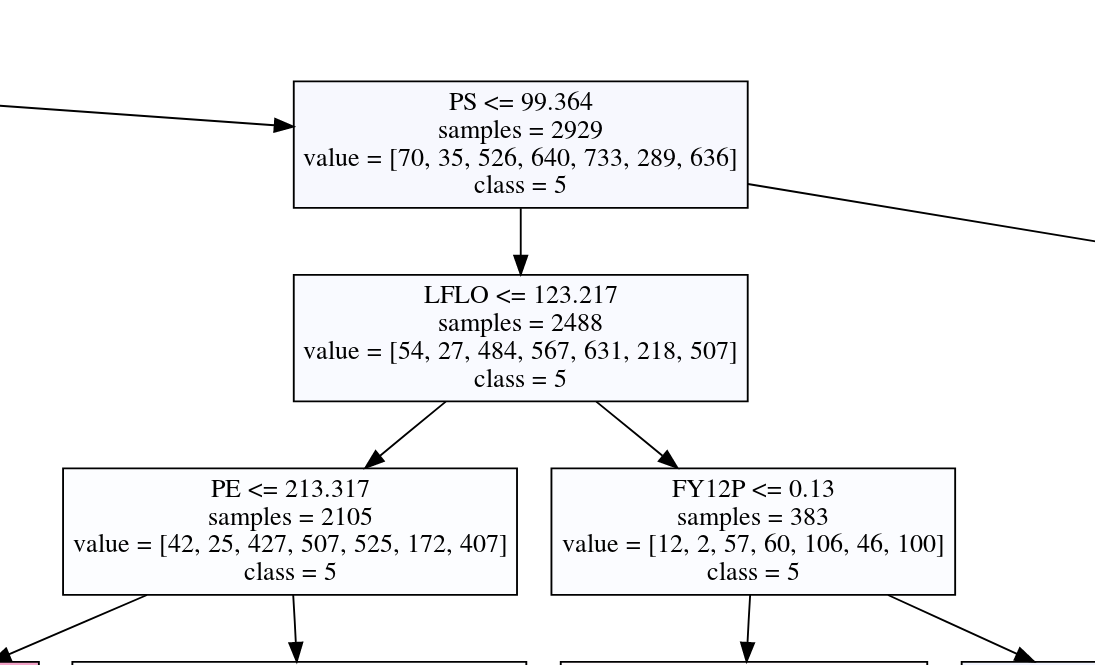 PS <= 99.364
samples = 2929
value = [70, 35, 526, 640, 733, 289, 636]
class = 5
LFLO <= 123.217
samples = 2488
value = [54, 27, 484, 567, 631, 218, 507]
class = 5
PE <= 213.317
samples = 2105
value = [42, 25, 427, 507, 525, 172, 407]
class = 5
FY12P <= 0.13
samples = 383
value = [12, 2, 57, 60, 106, 46, 100]
class = 5